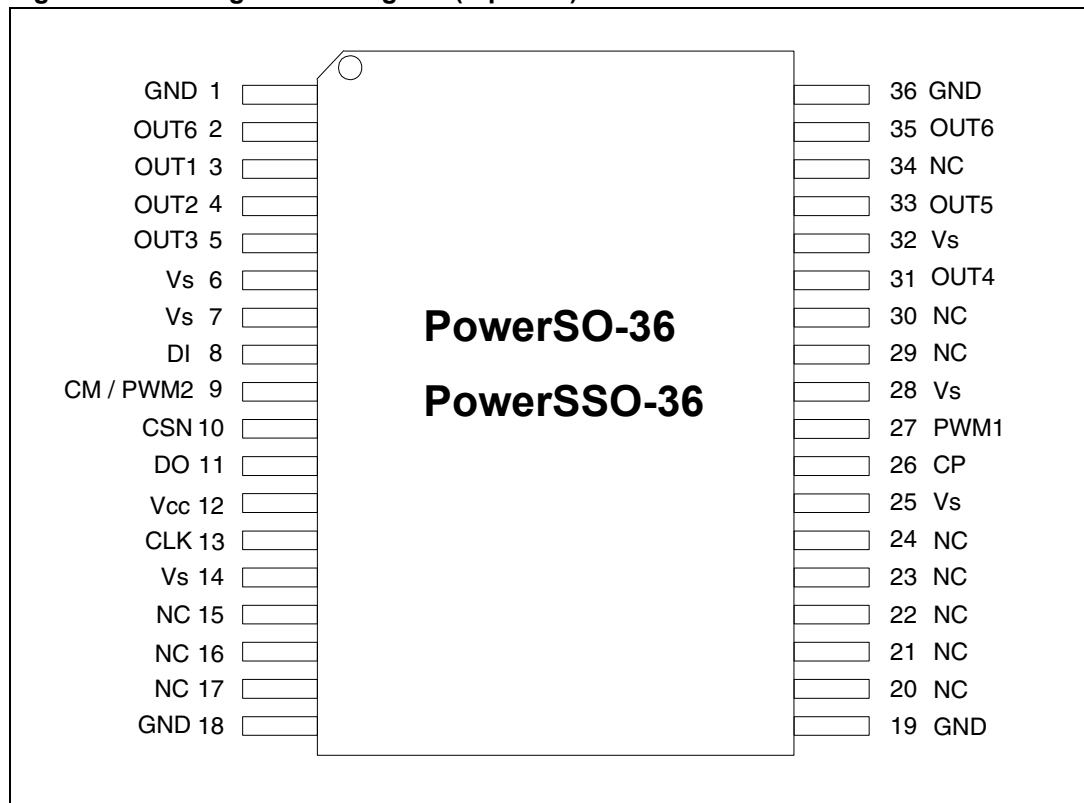 GND 1
OUT6 2
OUT1 3
OUT2 4
OUT3 5
Vs 6
Vs 7
DI 8
CM / PWM2 9
CSN 10
DO 11
Vcc 12
CLK 13
Vs 14
NC 15
NC 16
NC 17
GND 18
PowerSO-36
PowerSSO-36
36 GND
35 OUT6
34 NC
33 OUT5
32 Vs
31 OUT4
30 NC
29 NC
28 Vs
27 PWM1
26 CP
25 Vs
24 NC
23 NC
22 NC
21 NC
20 NC
19 GND